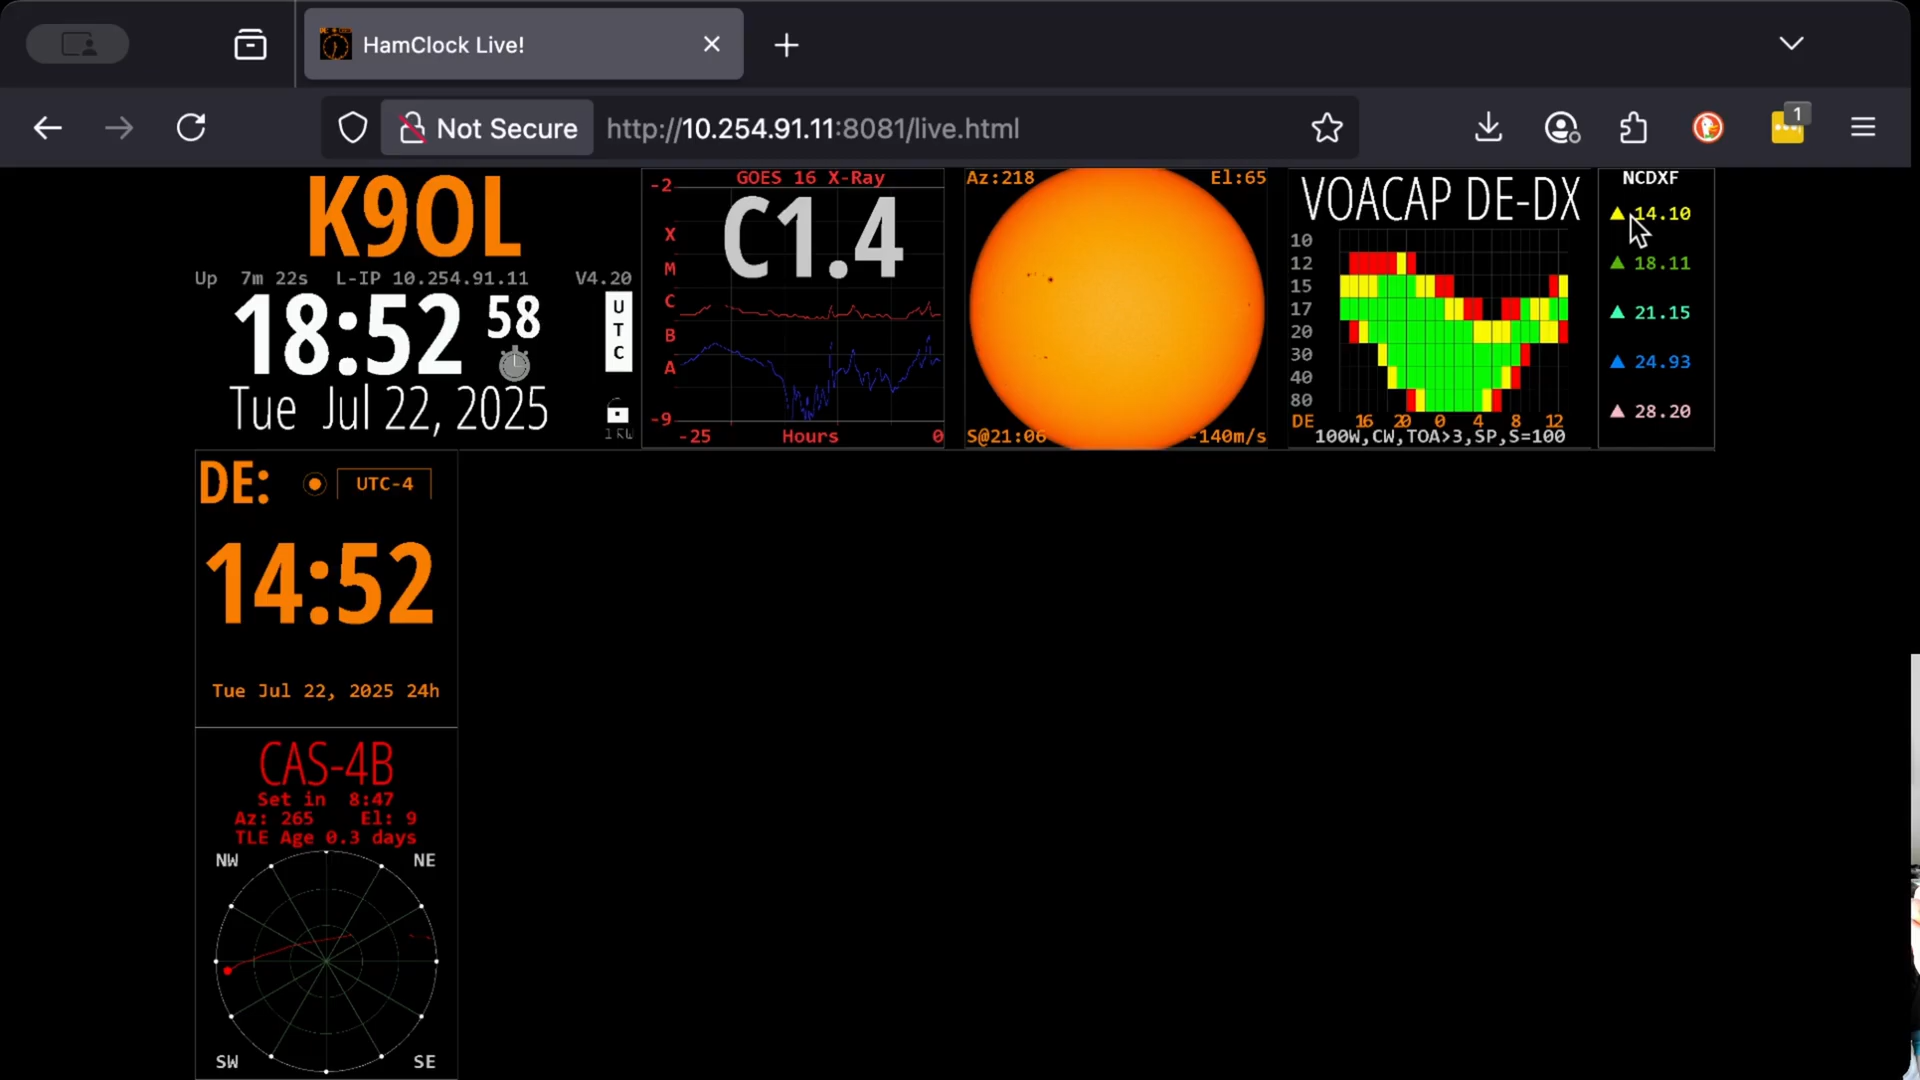 HamClock Live!
Not Secure
http://10.254.91.11:8081/live.html
1
K9OL
Up 7m 22s L-IP 10.254.91.11 V4.20
18:52 58
UTC
Tue Jul 22, 2025
GOES 16 X-Ray
-2
C1.4
X
M
C
B
A
-9
-25 Hours 0
Az:218 El:65
S@21:06 -140m/s
VOACAP DE-DX
10
12
15
17
20
30
40
80
DE 16 20 0 4 8 12
100W,CW,TOA>3,SP,S=100
NCDXF
14.10
18.11
21.15
24.93
28.20
DE: UTC-4
14:52
Tue Jul 22, 2025 24h
CAS-4B
Set in 8:47
Az: 265 El: 9
TLE Age 0.3 days
NW NE
SW SE